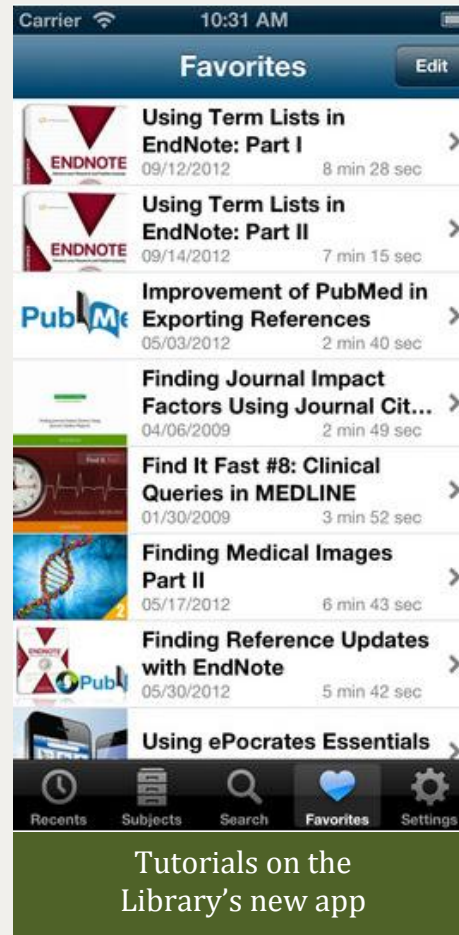 Carrier 10:31 AM
Favorites Edit
Using Term Lists in
EndNote: Part I
09/12/2012 8 min 28 sec
ENDNOTE
Using Term Lists in
EndNote: Part II
09/14/2012 7 min 15 sec
ENDNOTE
Improvement of PubMed in
Exporting References
05/03/2012 2 min 40 sec
PubMe
Finding Journal Impact
Factors Using Journal Cit...
04/06/2009 2 min 49 sec
Find It Fast #8: Clinical
Queries in MEDLINE
01/30/2009 3 min 52 sec
Find It
Finding Medical Images
Part II
05/17/2012 6 min 43 sec
2
Finding Reference Updates
with EndNote
05/30/2012 5 min 42 sec
ENDNOTE
Pub
Using ePocrates Essentials
Recents Subjects Search Favorites Settings
Tutorials on the
Library's new app